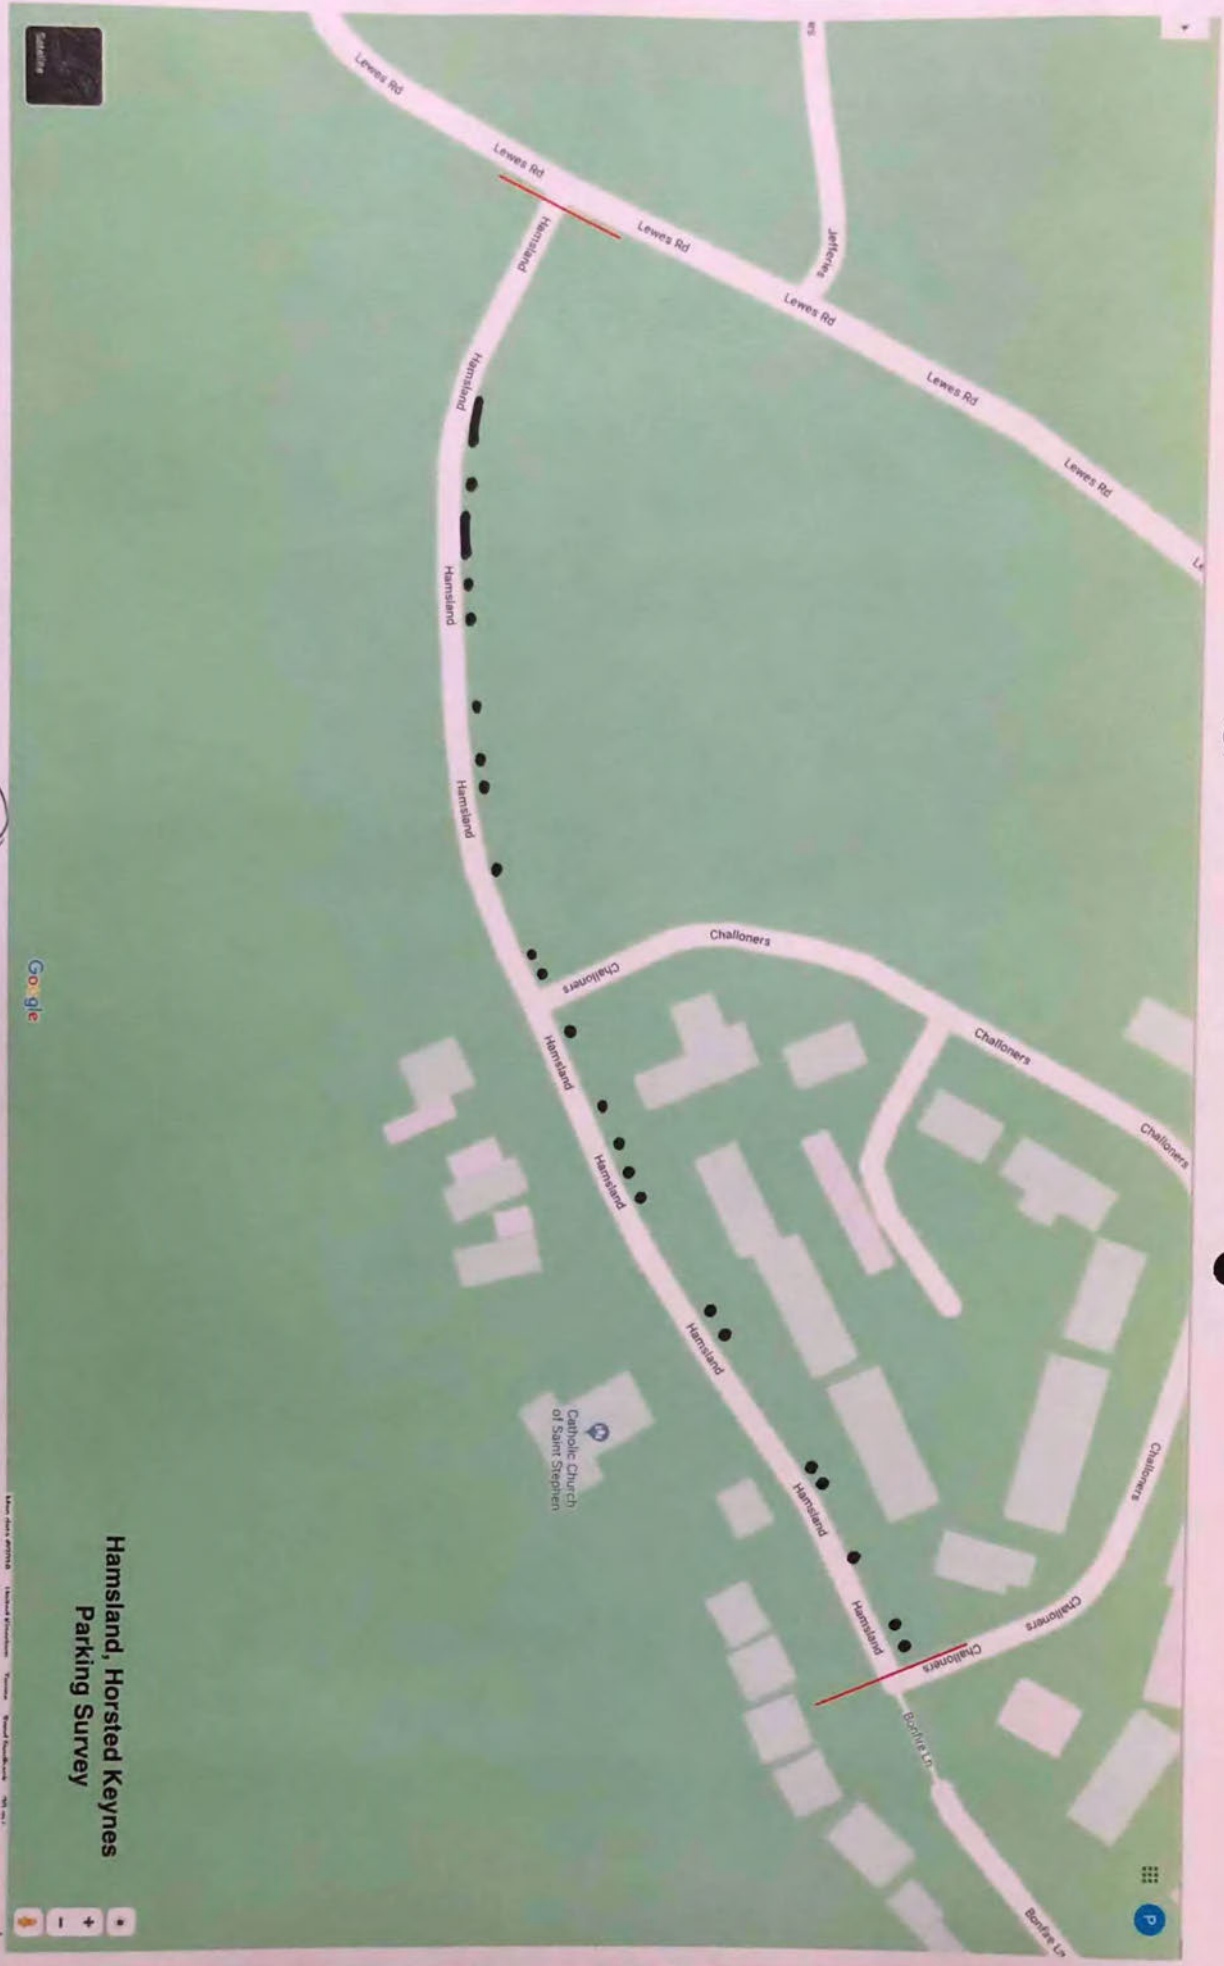 Hamsland, Horsted Keynes
Parking Survey
Satellite
Lewes Rd
Lewes Rd
Lewes Rd
Lewes Rd
Lewes Rd
Lewes Rd
Jefferies
Hamsland
Hamsland
Hamsland
Hamsland
Hamsland
Hamsland
Hamsland
Hamsland
Hamsland
Challoners
Challoners
Challoners
Challoners
Challoners
Challoners
Challoners
Catholic Church
of Saint Stephen
Bonfire Ln
Bonfire Ln
Google
P